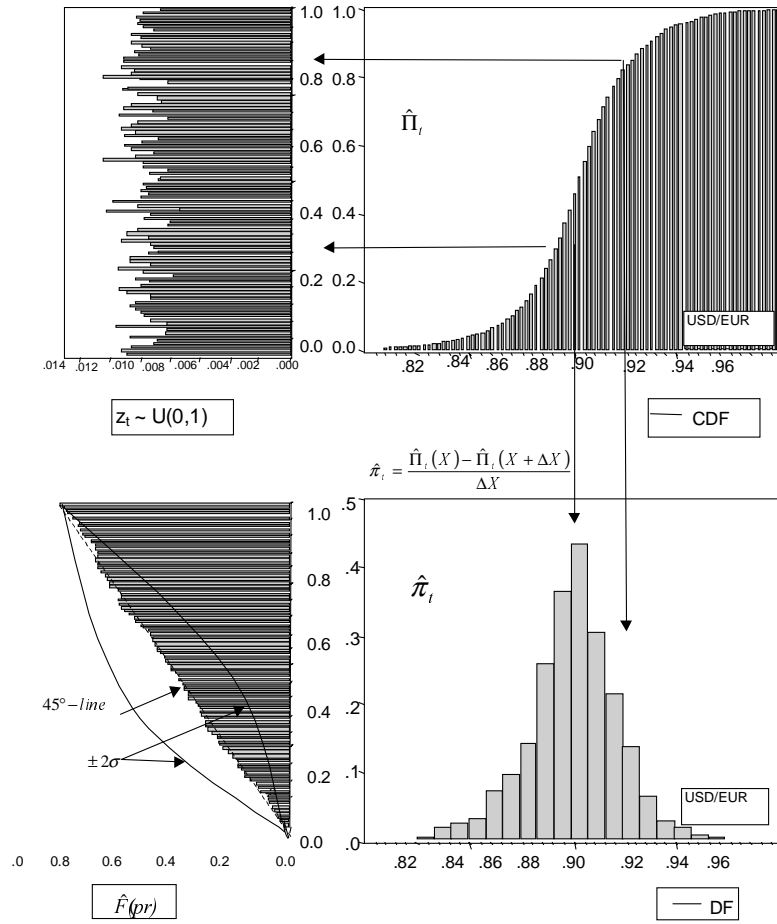 1.0
0.8
0.6
0.4
0.2
0.0
.014 .012 .010 .008 .006 .004 .002 .000
z_t ~ U(0,1)
1.0
0.8
0.6
0.4
0.2
0.0
Π̂_t
USD/EUR
.82 .84 .86 .88 .90 .92 .94 .96
CDF
π̂_t = (Π̂_t(X) − Π̂_t(X + ΔX)) / ΔX
1.0
0.8
0.6
0.4
0.2
0.0
45°−line
±2σ
.0 0.8 0.6 0.4 0.2 0.0
F̂(pr)
.5
.4
.3
.2
.1
.0
π̂_t
USD/EUR
.82 .84 .86 .88 .90 .92 .94 .96
DF